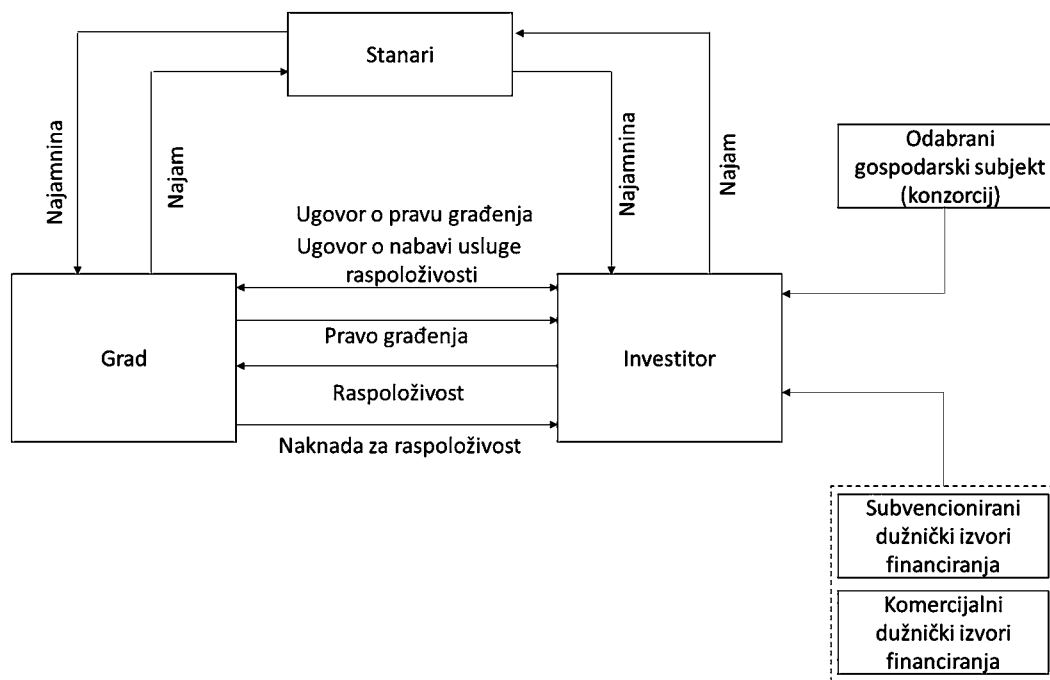 Stanari
Najamnina
Najam
Najamnina
Najam
Odabrani
gospodarski subjekt
(konzorcij)
Ugovor o pravu građenja
Ugovor o nabavi usluge
raspoloživosti
Grad
Pravo građenja
Investitor
Raspoloživost
Naknada za raspoloživost
Subvencionirani
dužnički izvori
financiranja
Komercijalni
dužnički izvori
financiranja